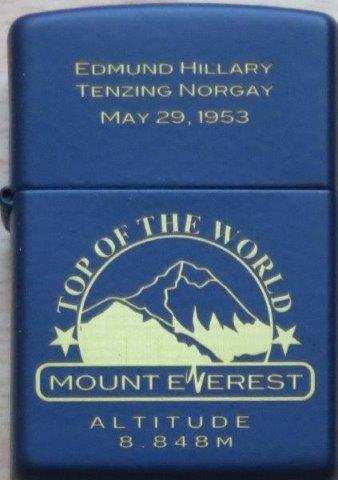 EDMUND HILLARY
TENZING NORGAY
MAY 29, 1953
TOP OF THE WORLD
MOUNT EVEREST
ALTITUDE
8.848M